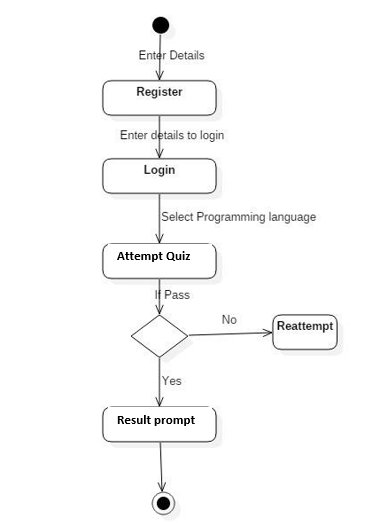 Enter Details
Register
Enter details to login
Login
Select Programming language
Attempt Quiz
If Pass
No
Reattempt
Yes
Result prompt